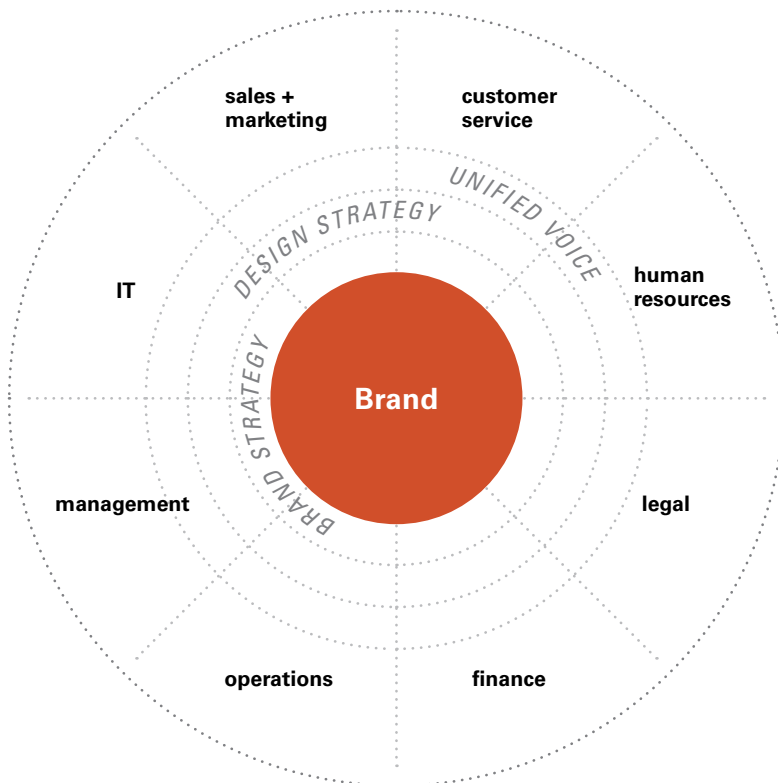 sales +
marketing
customer
service
UNIFIED VOICE
DESIGN STRATEGY
IT
human
resources
BRAND STRATEGY
Brand
management
legal
operations
finance